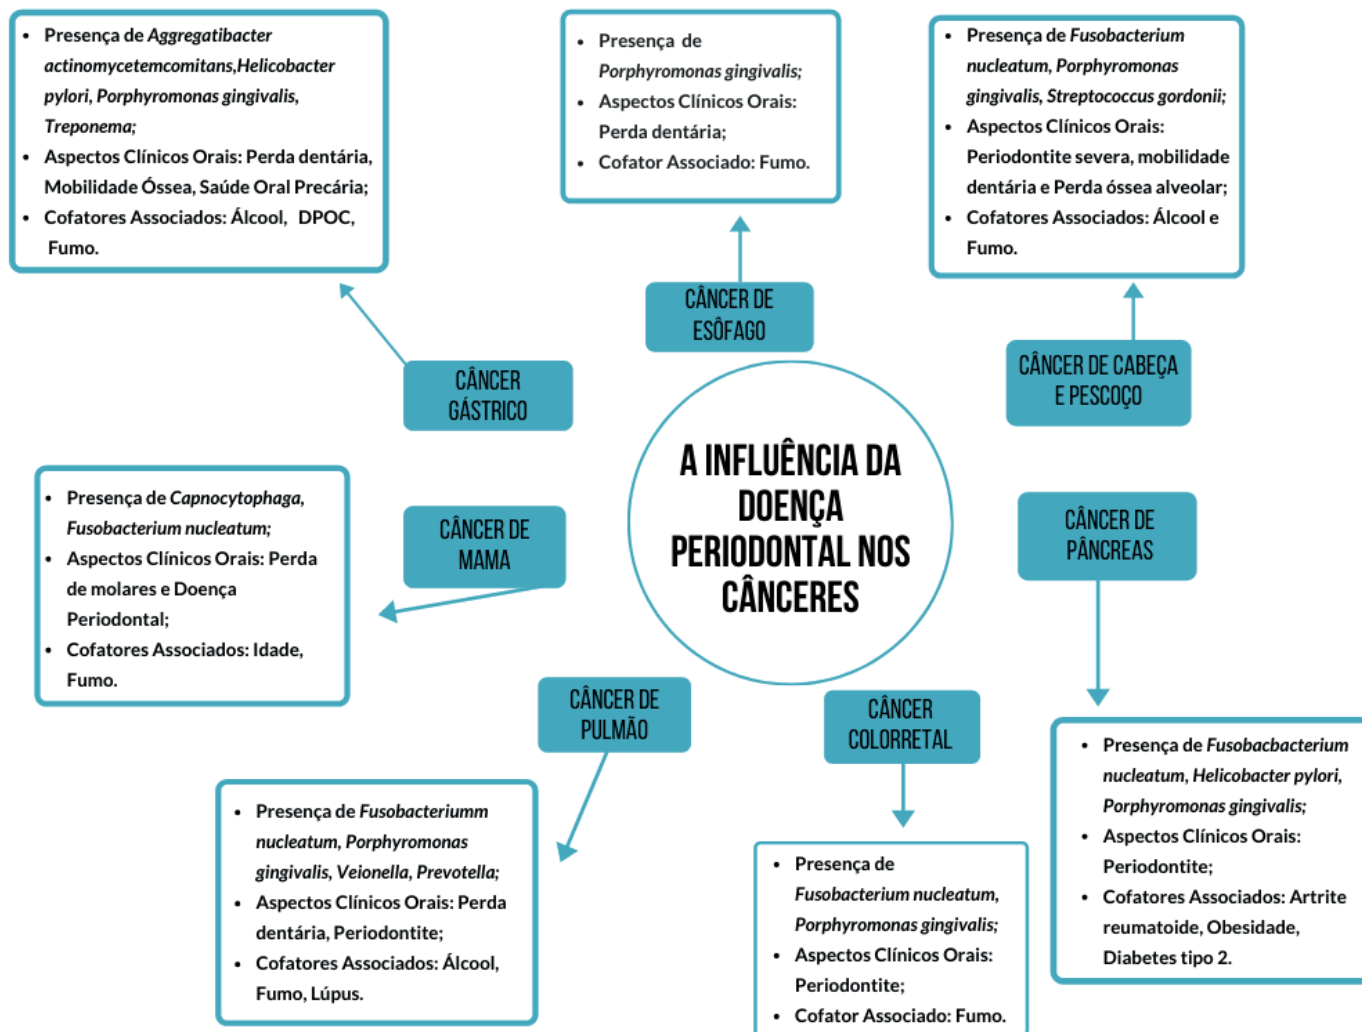 • Presença de Aggregatibacter
actinomycetemcomitans,Helicobacter
pylori, Porphyromonas gingivalis,
Treponema;
• Aspectos Clínicos Orais: Perda dentária,
Mobilidade Óssea, Saúde Oral Precária;
• Cofatores Associados: Álcool, DPOC,
Fumo.
• Presença de
Porphyromonas gingivalis;
• Aspectos Clínicos Orais:
Perda dentária;
• Cofator Associado: Fumo.
• Presença de Fusobacterium
nucleatum, Porphyromonas
gingivalis, Streptococcus gordonii;
• Aspectos Clínicos Orais:
Periodontite severa, mobilidade
dentária e Perda óssea alveolar;
• Cofatores Associados: Álcool e
Fumo.
CÂNCER
GÁSTRICO
CÂNCER DE
ESÔFAGO
CÂNCER DE CABEÇA
E PESCOÇO
A INFLUÊNCIA DA
DOENÇA
PERIODONTAL NOS
CÂNCERES
• Presença de Capnocytophaga,
Fusobacterium nucleatum;
• Aspectos Clínicos Orais: Perda
de molares e Doença
Periodontal;
• Cofatores Associados: Idade,
Fumo.
CÂNCER DE
MAMA
CÂNCER DE
PÂNCREAS
CÂNCER DE
PULMÃO
CÂNCER
COLORRETAL
• Presença de Fusobacteriumm
nucleatum, Porphyromonas
gingivalis, Veionella, Prevotella;
• Aspectos Clínicos Orais: Perda
dentária, Periodontite;
• Cofatores Associados: Álcool,
Fumo, Lúpus.
• Presença de
Fusobacterium nucleatum,
Porphyromonas gingivalis;
• Aspectos Clínicos Orais:
Periodontite;
• Cofator Associado: Fumo.
• Presença de Fusobacbacterium
nucleatum, Helicobacter pylori,
Porphyromonas gingivalis;
• Aspectos Clínicos Orais:
Periodontite;
• Cofatores Associados: Artrite
reumatoide, Obesidade,
Diabetes tipo 2.